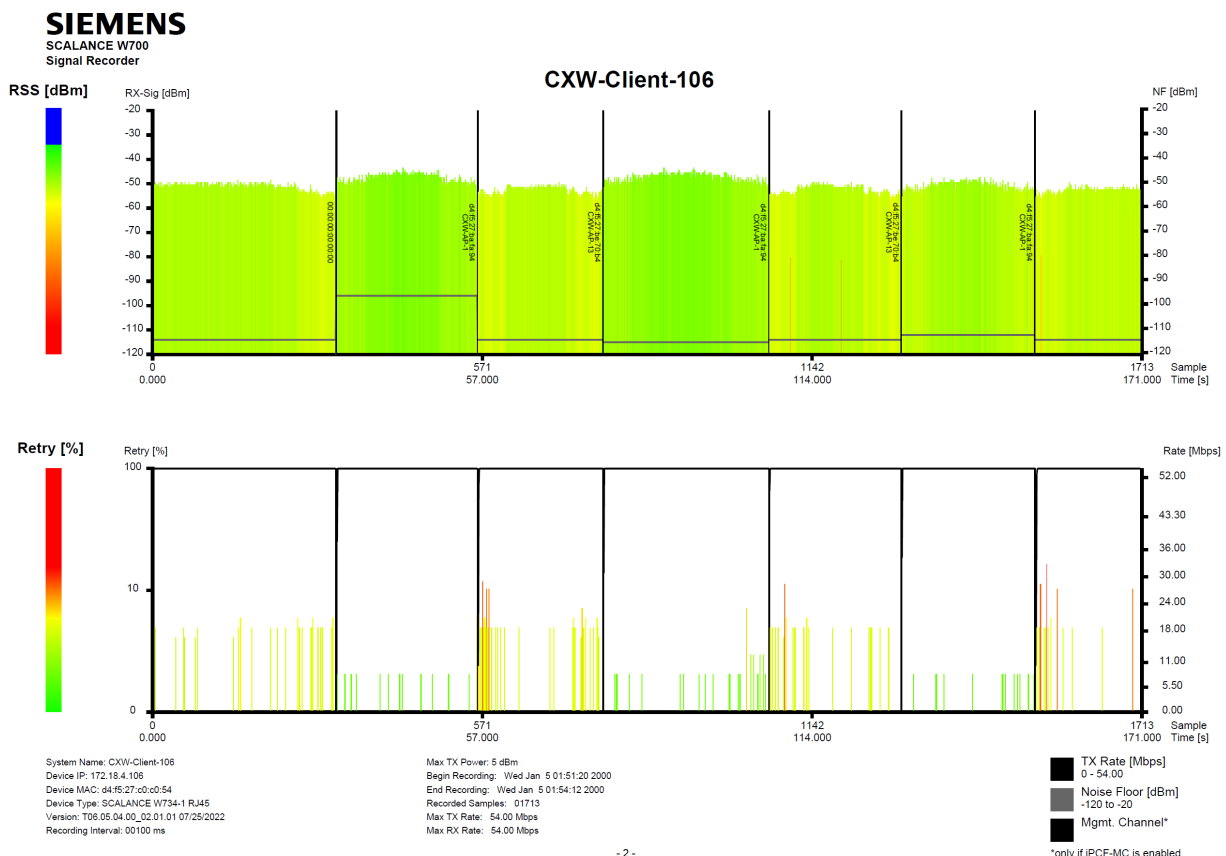 SIEMENS
SCALANCE W700
Signal Recorder
CXW-Client-106
RSS [dBm]
RX-Sig [dBm]
NF [dBm]
-20
-30
-40
-50
-60
-70
-80
-90
-100
-110
-120
-20
-30
-40
-50
-60
-70
-80
-90
-100
-110
-120
00:00:00:00:00:00
d4:f5:27:ba:fa:94
CXW-AP-1
d4:f5:27:be:70:b4
CXW-AP-13
d4:f5:27:ba:fa:94
CXW-AP-1
d4:f5:27:be:70:b4
CXW-AP-13
d4:f5:27:ba:fa:94
CXW-AP-1
0 571 1142 1713 Sample
0.000 57.000 114.000 171.000 Time [s]
Retry [%]
Retry [%]
Rate [Mbps]
100
10
0
52.00
43.30
36.00
30.00
24.00
18.00
11.00
5.50
0.00
0 571 1142 1713 Sample
0.000 57.000 114.000 171.000 Time [s]
System Name: CXW-Client-106
Device IP: 172.18.4.106
Device MAC: d4:f5:27:c0:c0:54
Device Type: SCALANCE W734-1 RJ45
Version: T06.05.04.00_02.01.01 07/25/2022
Recording Interval: 00100 ms
Max TX Power: 5 dBm
Begin Recording: Wed Jan 5 01:51:20 2000
End Recording: Wed Jan 5 01:54:12 2000
Recorded Samples: 01713
Max TX Rate: 54.00 Mbps
Max RX Rate: 54.00 Mbps
TX Rate [Mbps]
0 - 54.00
Noise Floor [dBm]
-120 to -20
Mgmt. Channel*
*only if iPCF-MC is enabled
- 2 -